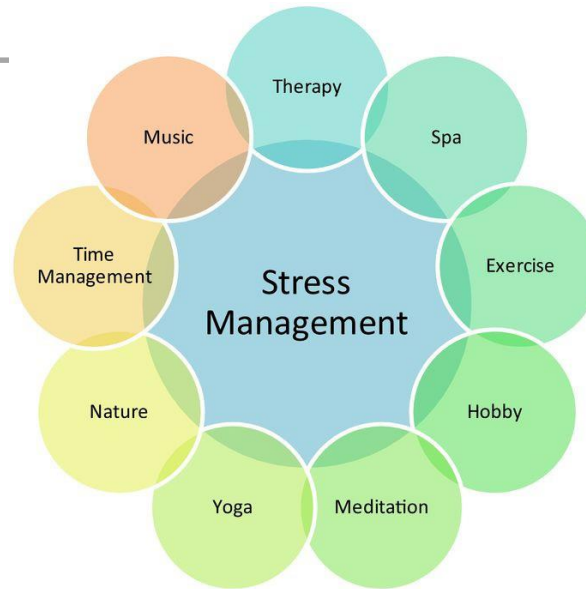 Therapy
Music
Spa
Time
Management
Exercise
Stress
Management
Nature
Hobby
Yoga
Meditation